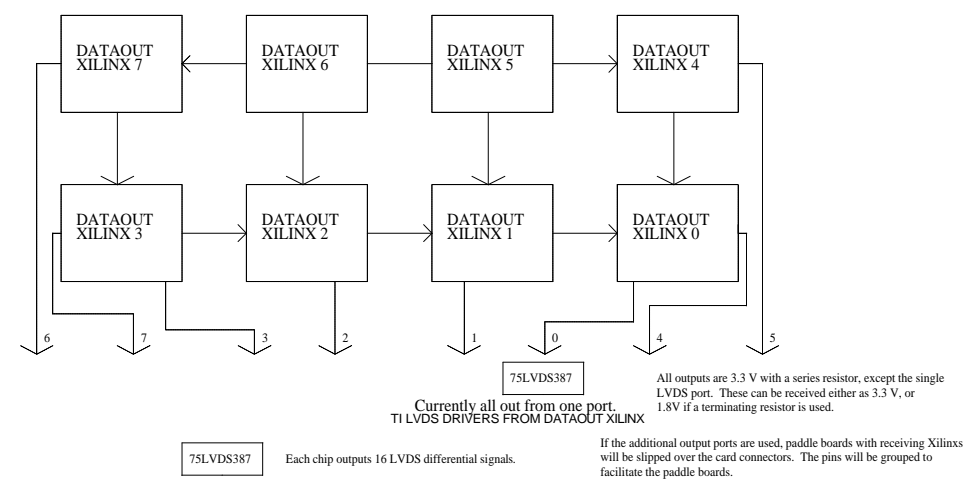 DATAOUT
XILINX 7
DATAOUT
XILINX 6
DATAOUT
XILINX 5
DATAOUT
XILINX 4
DATAOUT
XILINX 3
DATAOUT
XILINX 2
DATAOUT
XILINX 1
DATAOUT
XILINX 0
6
7
3
2
1
0
4
5
75LVDS387
Currently all out from one port.
TI LVDS DRIVERS FROM DATAOUT XILINX
All outputs are 3.3 V with a series resistor, except the single
LVDS port.  These can be received either as 3.3 V, or
1.8V if a terminating resistor is used.
75LVDS387
Each chip outputs 16 LVDS differential signals.
If the additional output ports are used, paddle boards with receiving Xilinxs
will be slipped over the card connectors.  The pins will be grouped to
facilitate the paddle boards.